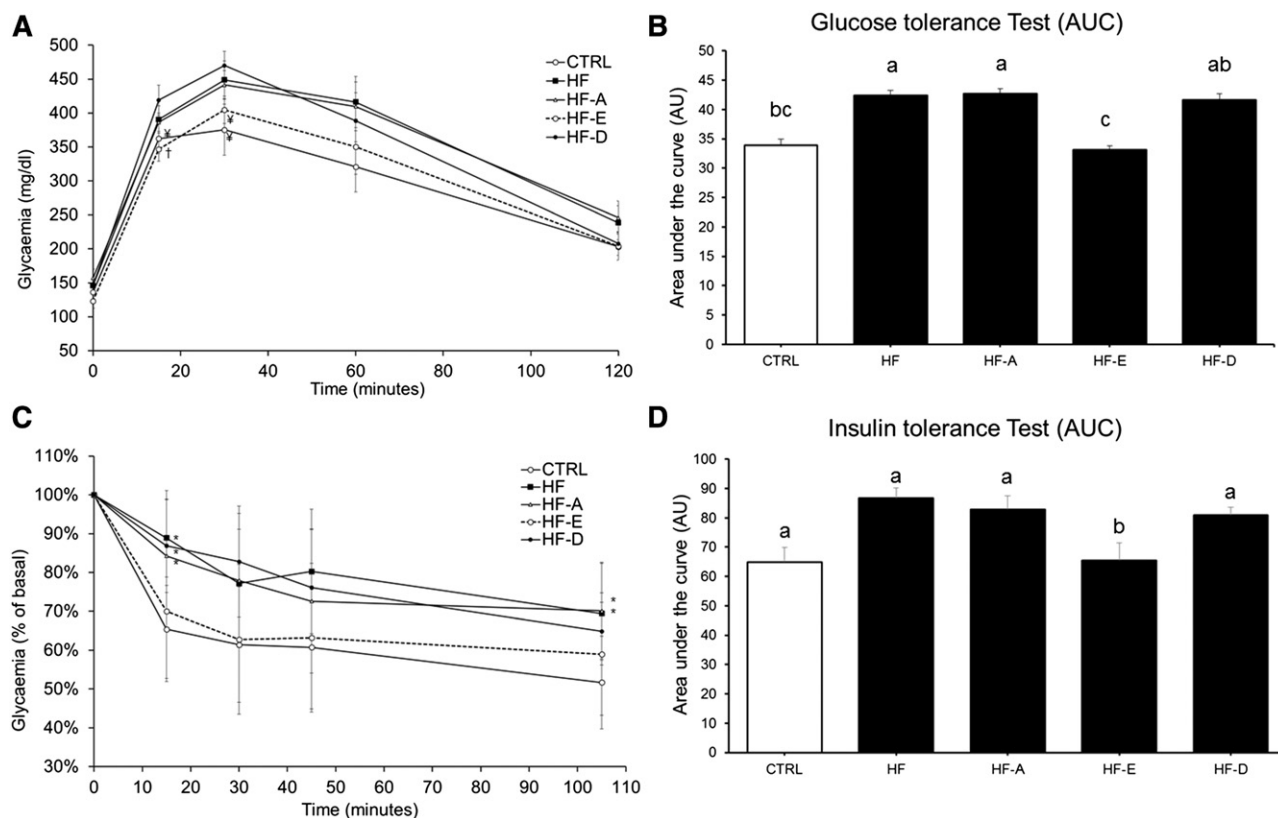 A
500
450
400
350
300
250
200
150
100
50
Glycaemia (mg/dl)
CTRL
HF
HF-A
HF-E
HF-D
¥
†
¥
¥
0
20
40
60
80
100
120
Time (minutes)
B
Glucose tolerance Test (AUC)
50
45
40
35
30
25
20
15
10
5
0
Area under the curve (AU)
bc
a
a
c
ab
CTRL
HF
HF-A
HF-E
HF-D
C
110%
100%
90%
80%
70%
60%
50%
40%
30%
Glycaemia (% of basal)
CTRL
HF
HF-A
HF-E
HF-D
*
*
*
*
*
0
10
20
30
40
50
60
70
80
90
100
110
Time (minutes)
D
Insulin tolerance Test (AUC)
100
90
80
70
60
50
40
30
20
10
0
Area under the curve (AU)
a
a
a
b
a
CTRL
HF
HF-A
HF-E
HF-D